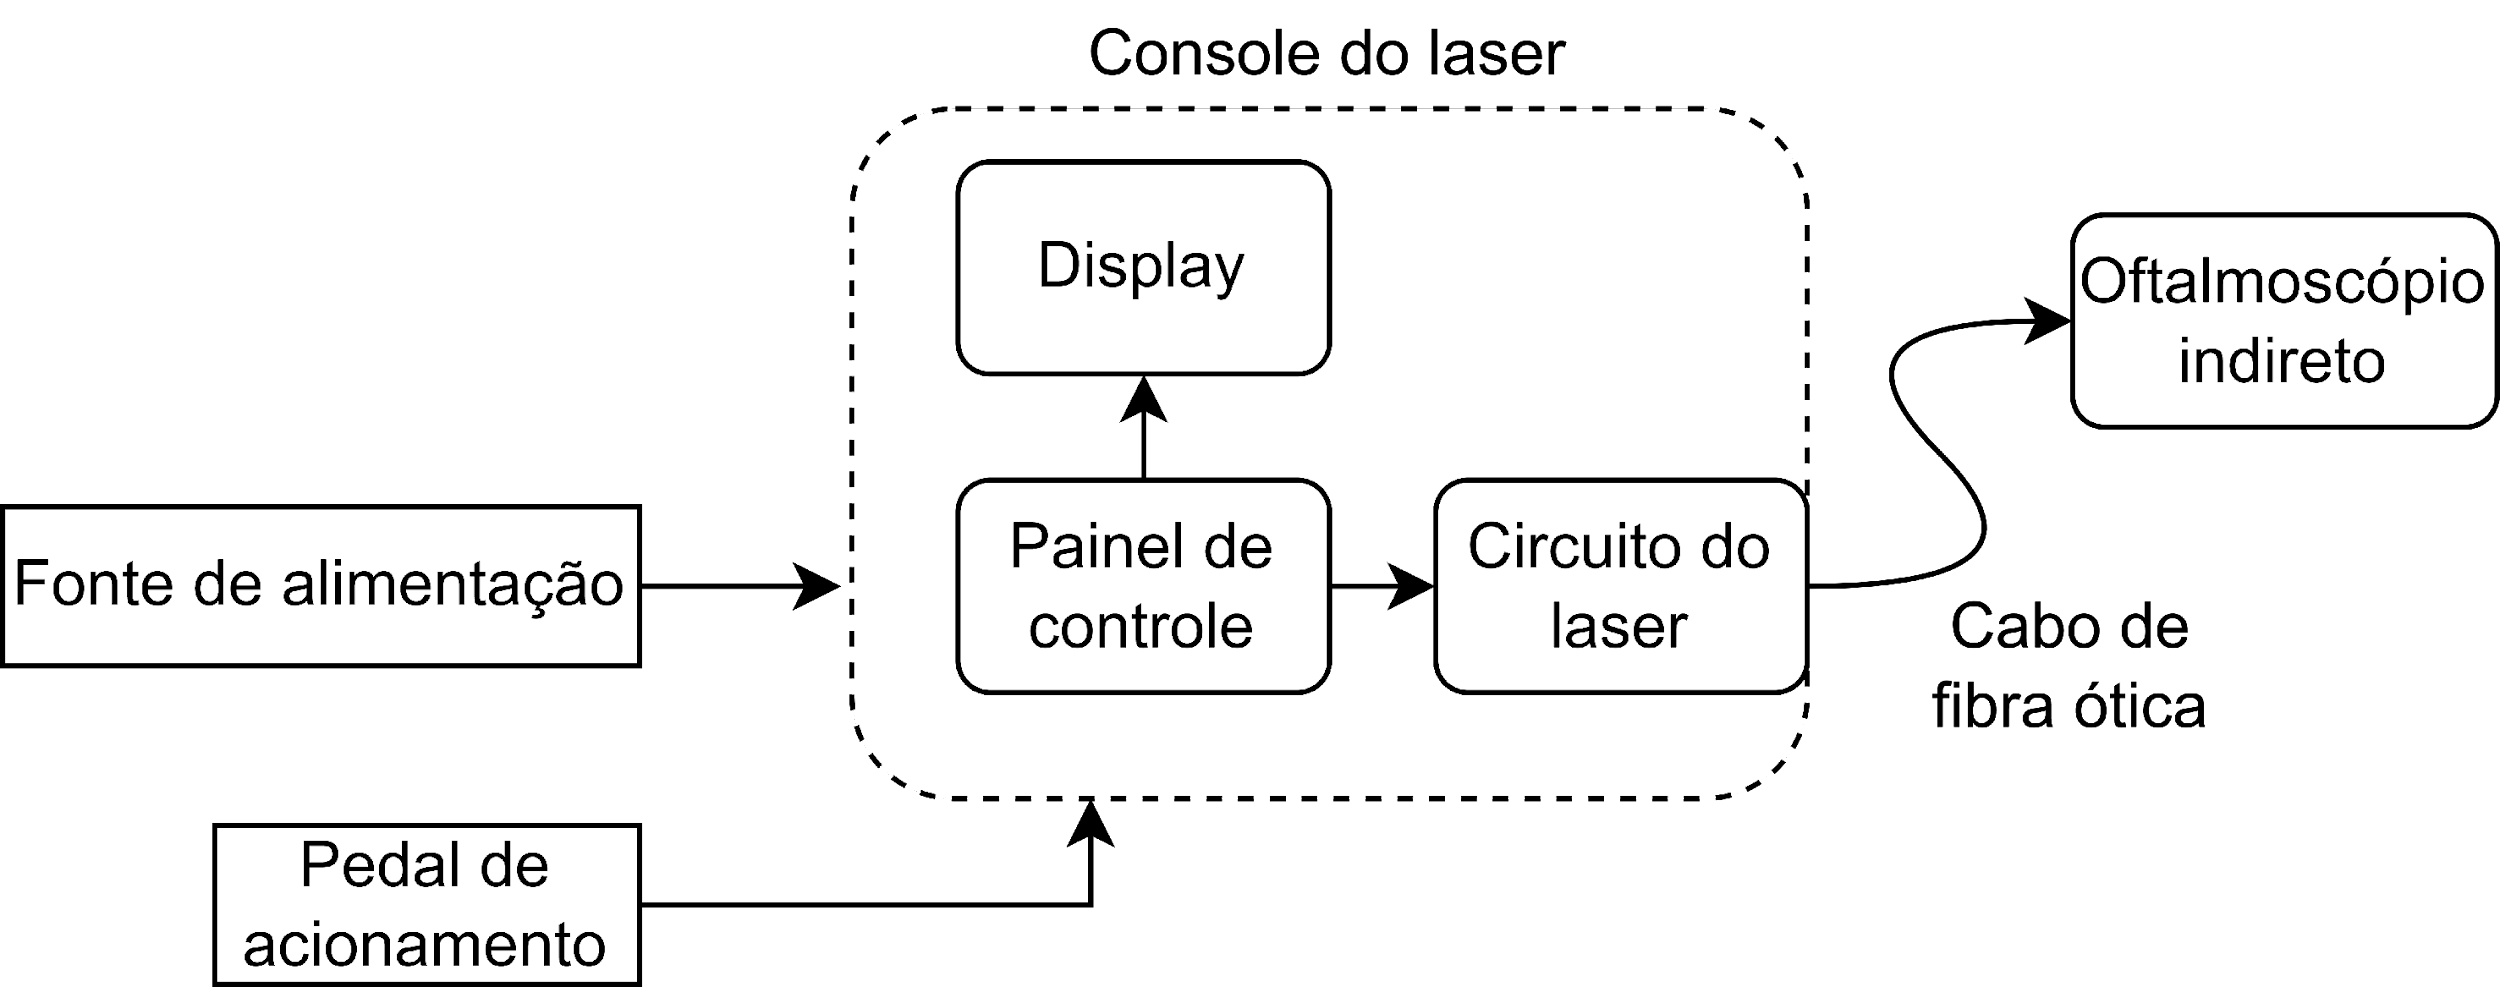 Console do laser
Display
Oftalmoscópio
indireto
Fonte de alimentação
Painel de
controle
Circuito do
laser
Cabo de
fibra ótica
Pedal de
acionamento